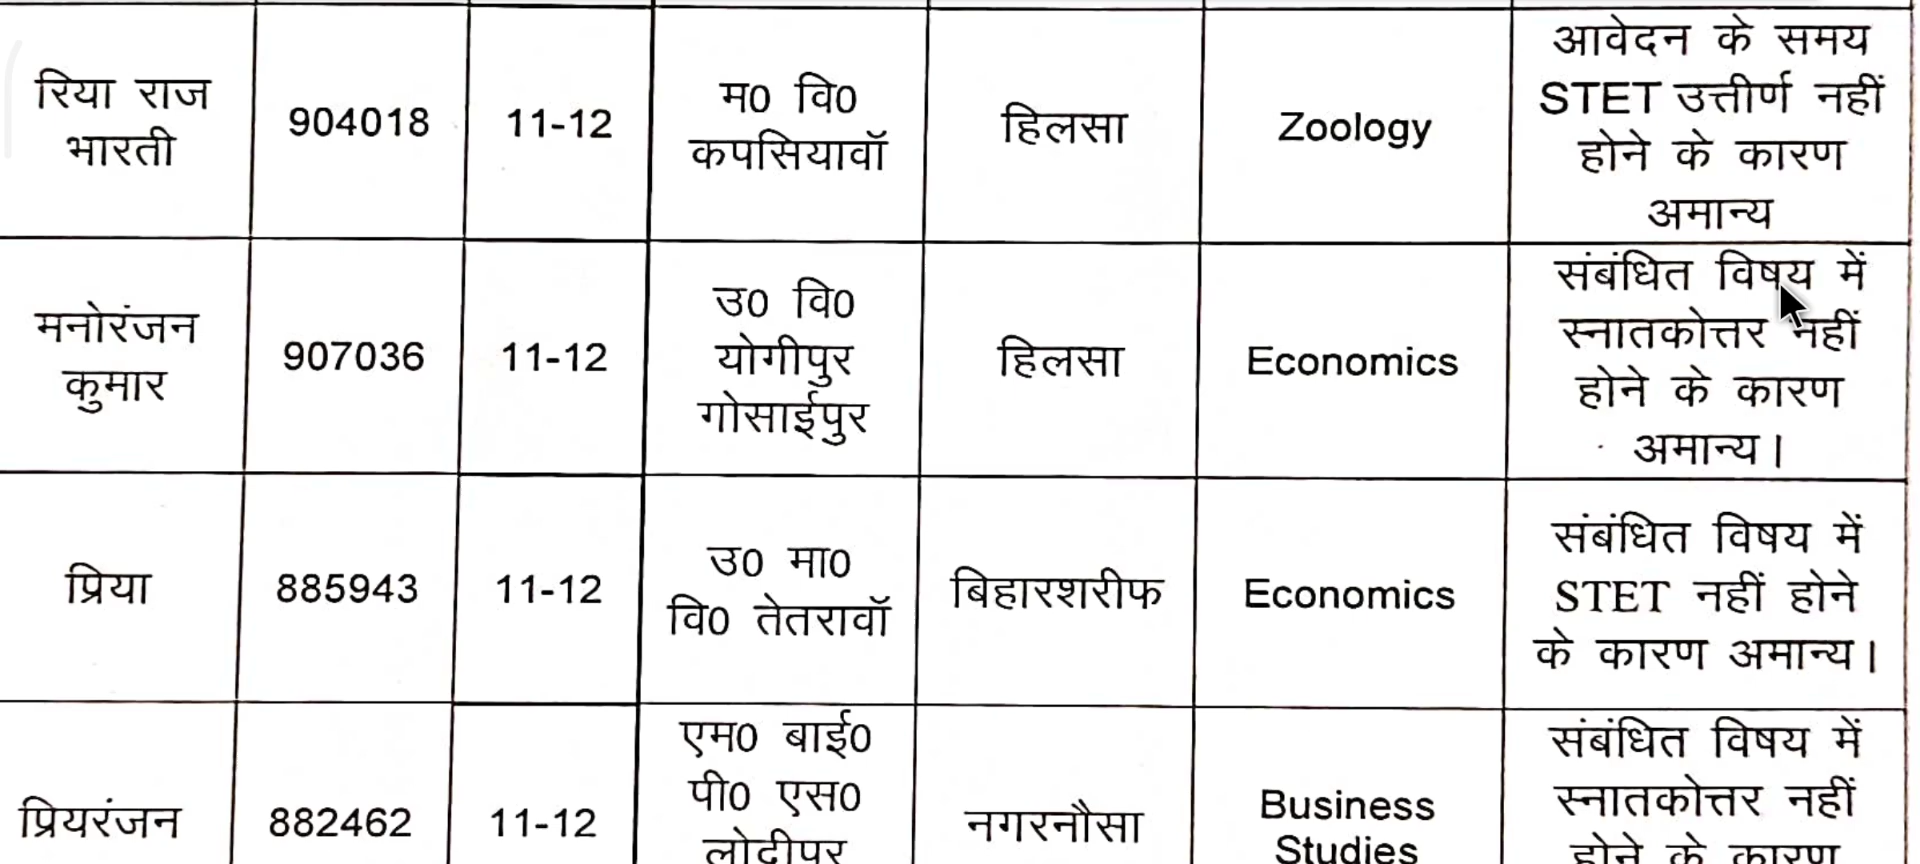 रिया राज
भारती
904018
11-12
म0 वि0
कपसियावॉ
हिलसा
Zoology
आवेदन के समय
STET उत्तीर्ण नहीं
होने के कारण
अमान्य
मनोरंजन
कुमार
907036
11-12
उ0 वि0
योगीपुर
गोसाईपुर
हिलसा
Economics
संबंधित विषय में
स्नातकोत्तर नहीं
होने के कारण
अमान्य।
प्रिया
885943
11-12
उ0 मा0
वि0 तेतरावॉ
बिहारशरीफ
Economics
संबंधित विषय में
STET नहीं होने
के कारण अमान्य।
प्रियरंजन
882462
11-12
एम0 बाई0
पी0 एस0
लोदीपुर
नगरनौसा
Business
Studies
संबंधित विषय में
स्नातकोत्तर नहीं
होने के कारण